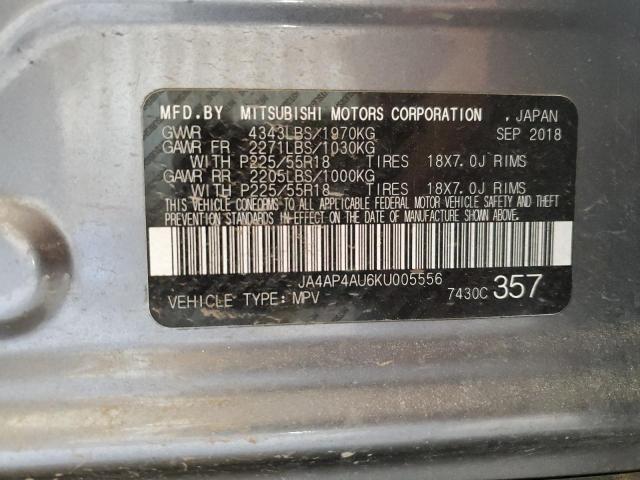 MFD.BY MITSUBISHI MOTORS CORPORATION , JAPAN
GVWR 4343LBS/1970KG SEP 2018
GAWR FR 2271LBS/1030KG
WITH P225/55R18 TIRES 18X7.0J RIMS
GAWR RR 2205LBS/1000KG
WITH P225/55R18 TIRES 18X7.0J RIMS
THIS VEHICLE CONFORMS TO ALL APPLICABLE FEDERAL MOTOR VEHICLE SAFETY AND THEFT
PREVENTION STANDARDS IN-EFFECT ON THE DATE OF MANUFACTURE SHOWN ABOVE.
JA4AP4AU6KU005556
VEHICLE TYPE: MPV 7430C 357